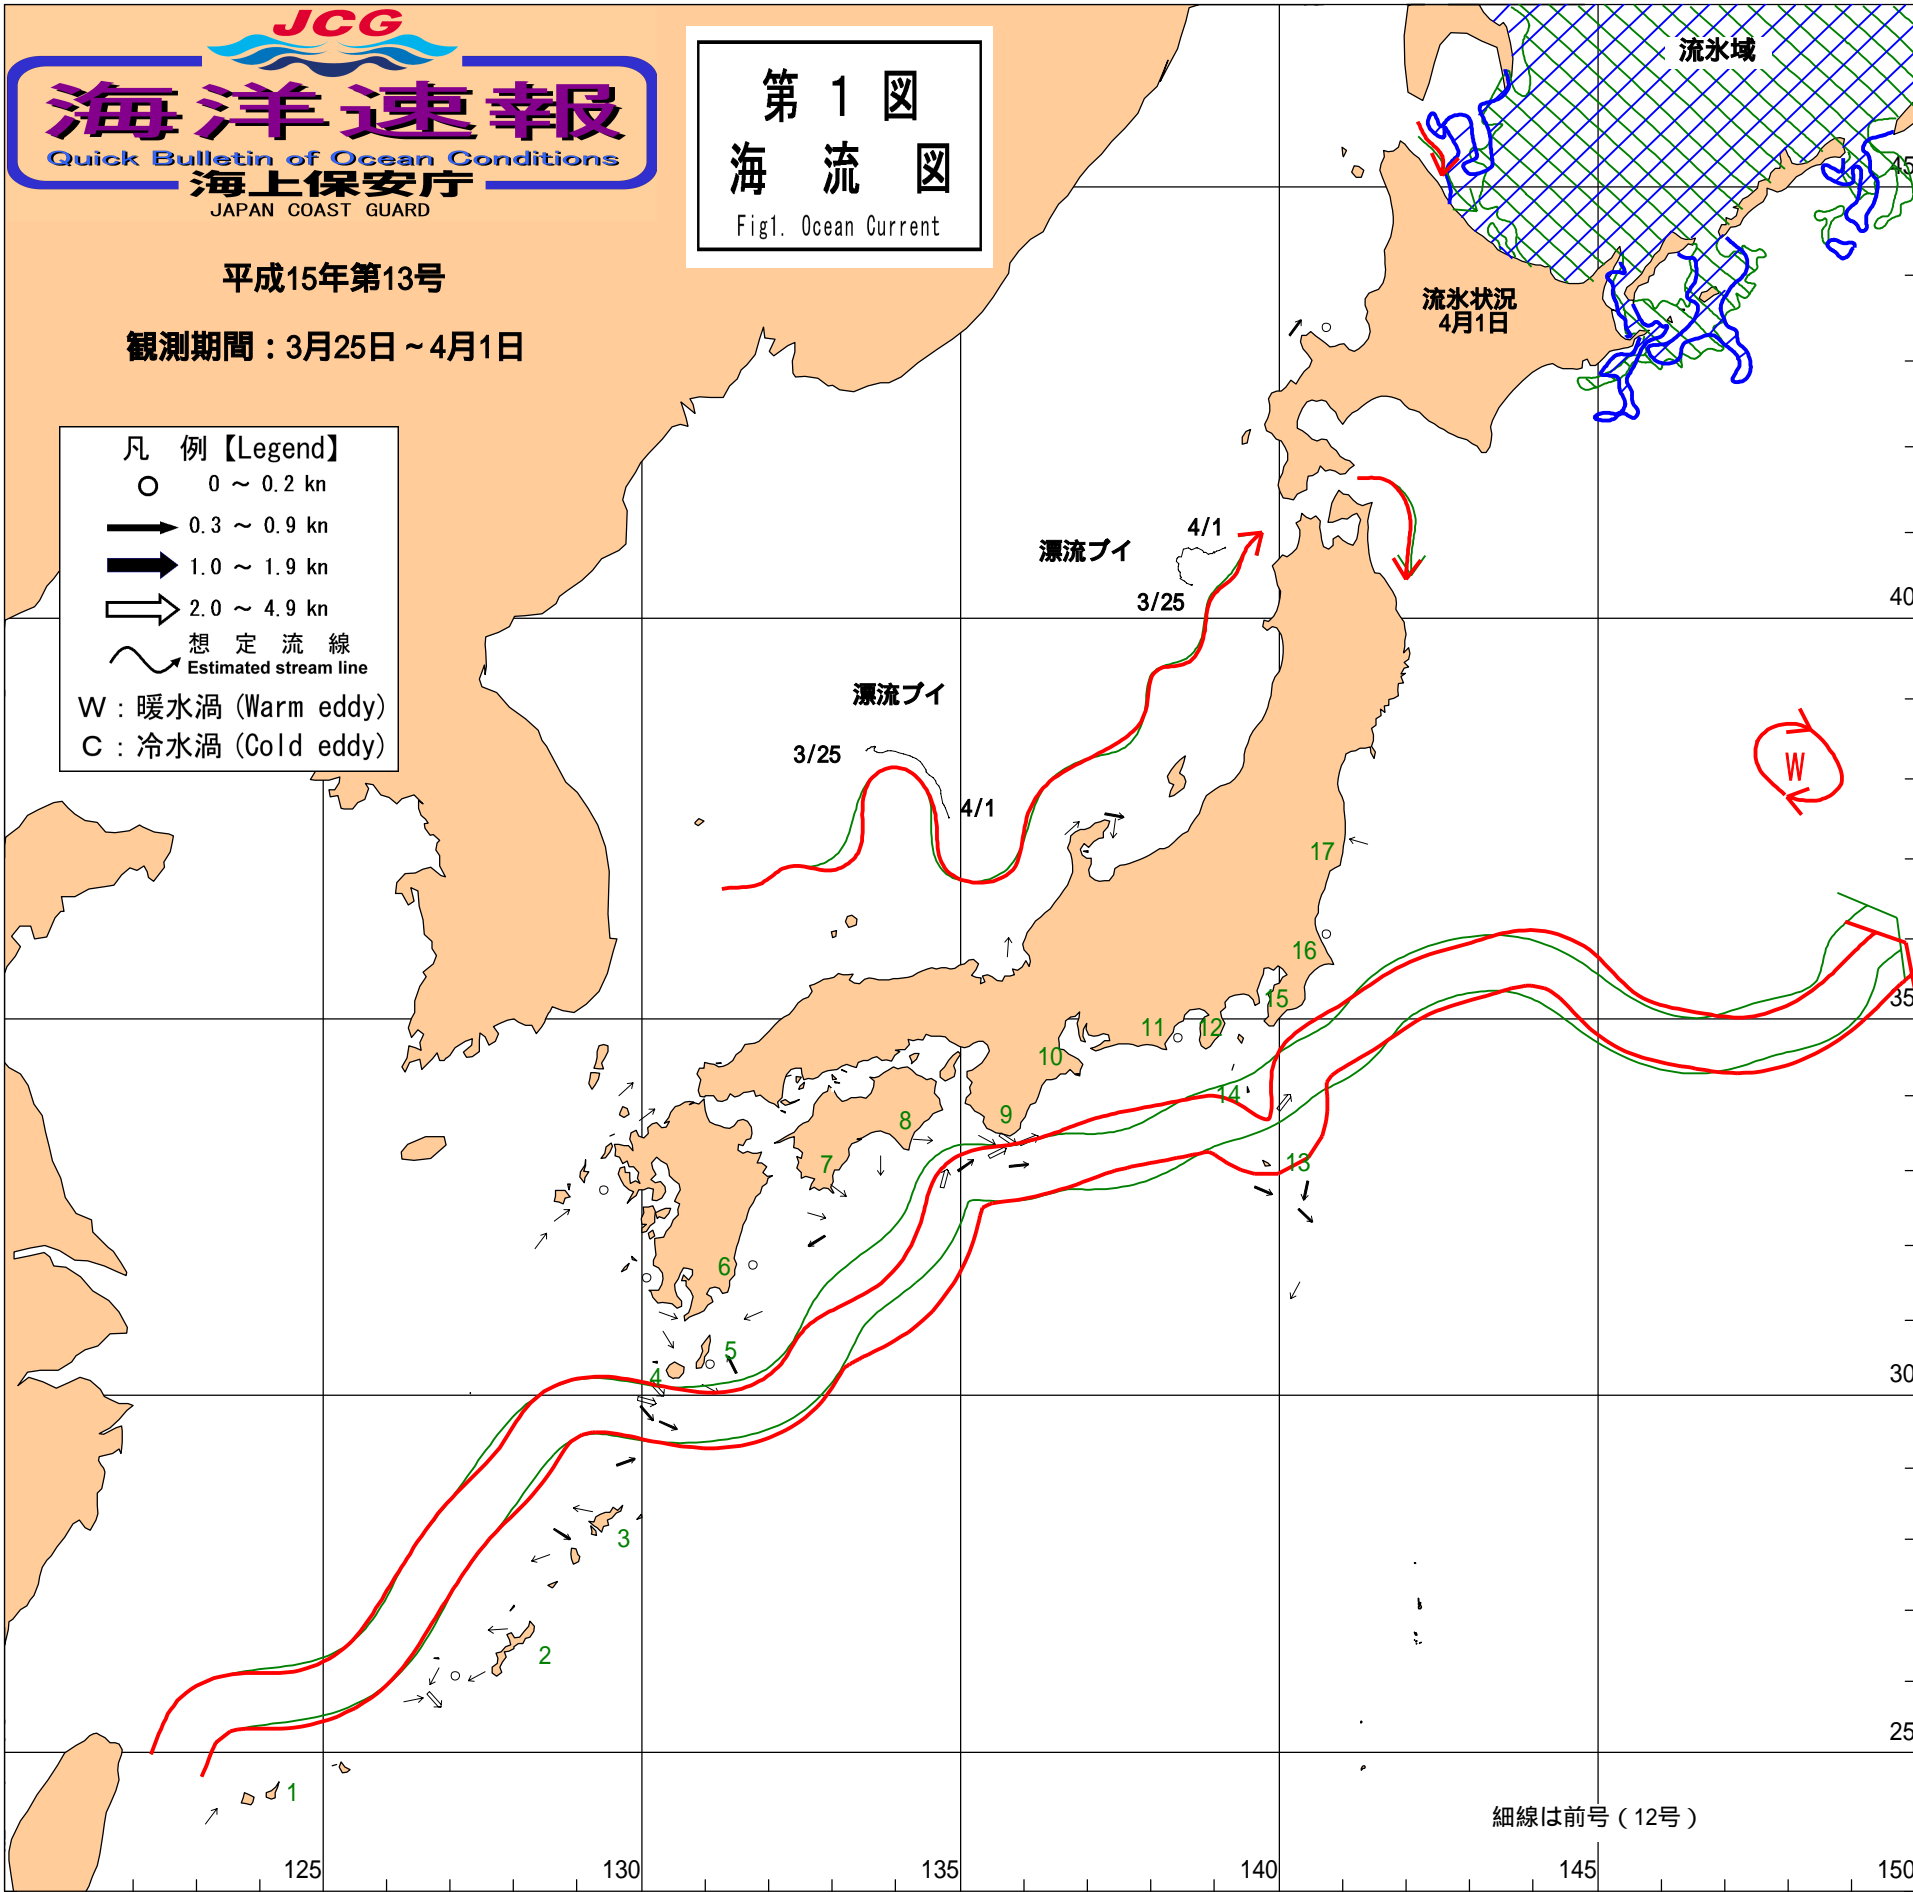 JCG
海洋速報
Quick Bulletin of Ocean Conditions
海上保安庁
JAPAN COAST GUARD
平成15年第13号
観測期間：3月25日～4月1日
第 1 図
海 流 図
Fig1. Ocean Current
凡 例【Legend】
0 ～ 0.2 kn
0.3 ～ 0.9 kn
1.0 ～ 1.9 kn
2.0 ～ 4.9 kn
想 定 流 線
Estimated stream line
W : 暖水渦 (Warm eddy)
C : 冷水渦 (Cold eddy)
流氷域
流氷状況
4月1日
漂流ブイ
4/1
3/25
漂流ブイ
3/25
4/1
W
17
16
15
11
12
10
14
9
8
7
13
6
5
4
3
2
1
45
40
35
30
25
細線は前号（12号）
125
130
135
140
145
150